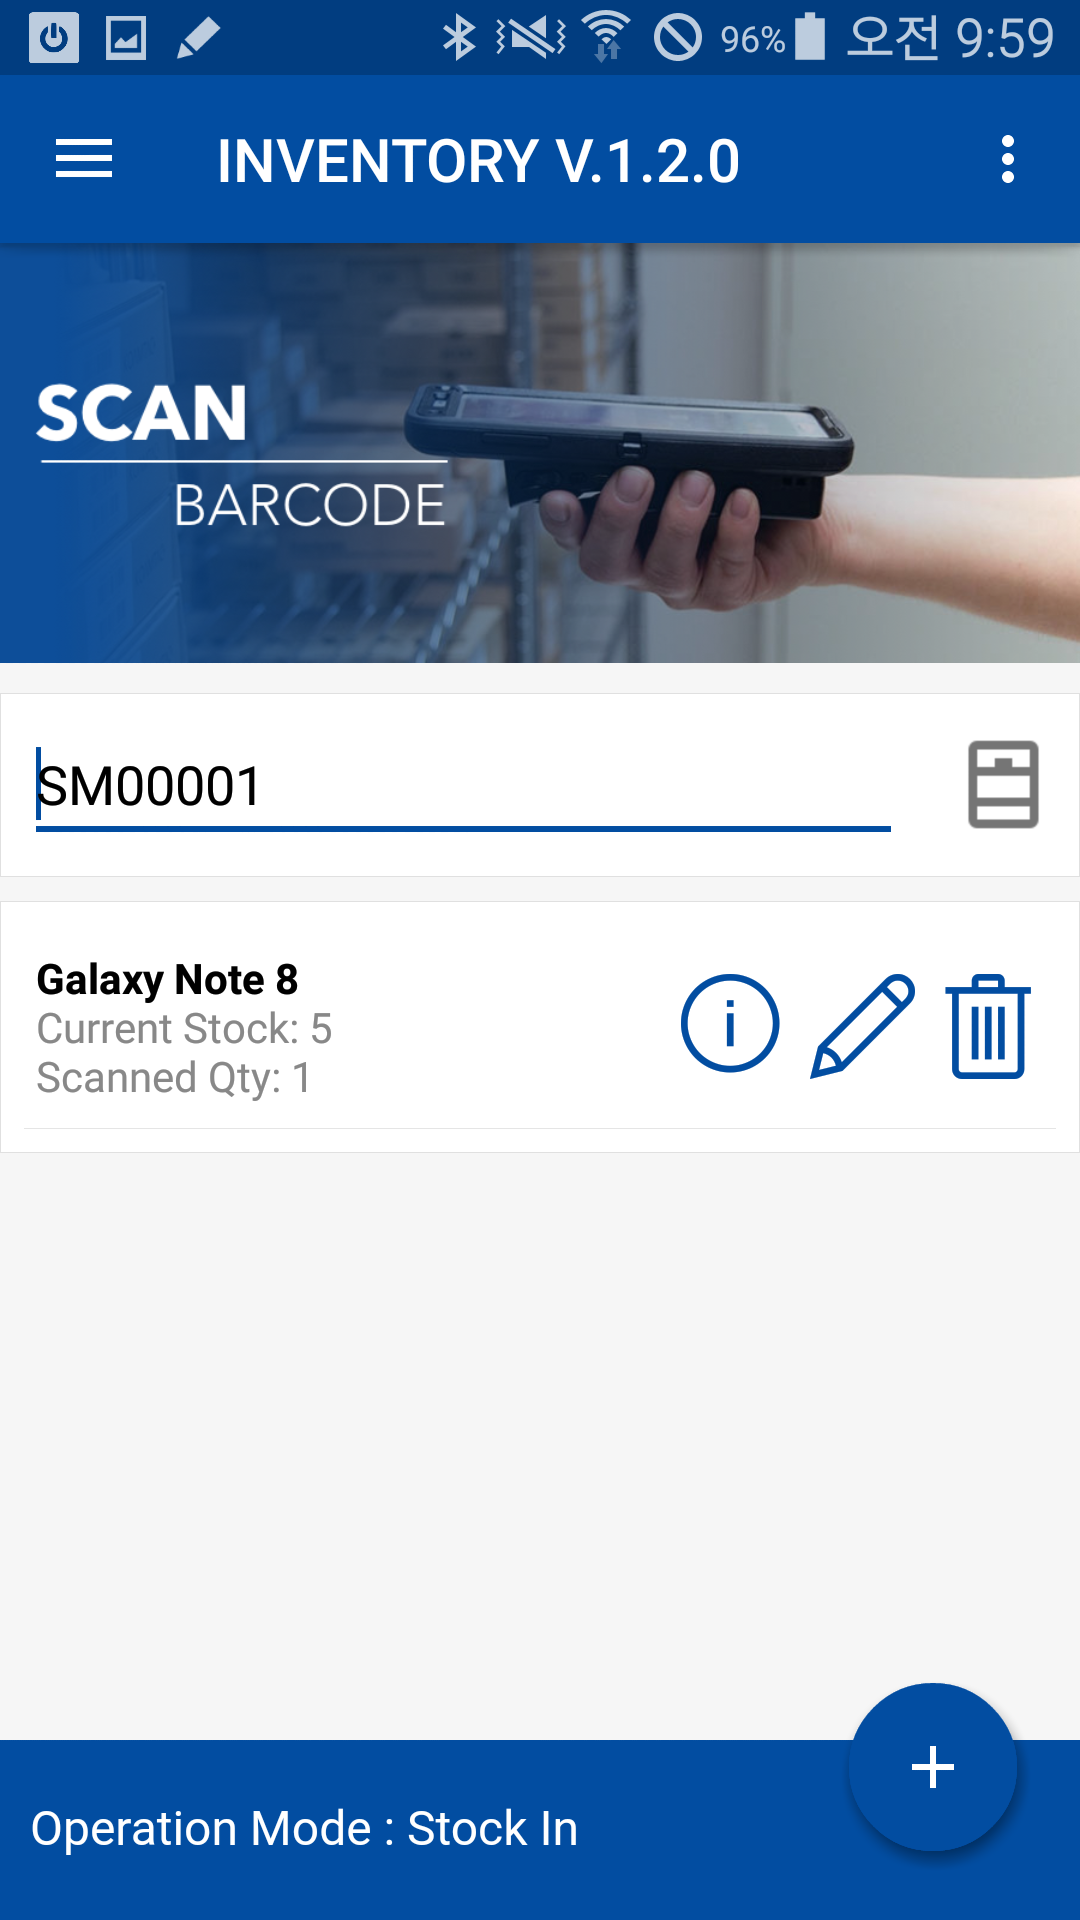 96% 오전 9:59
INVENTORY V.1.2.0
SCAN
BARCODE
SM00001
Galaxy Note 8
Current Stock: 5
Scanned Qty: 1
Operation Mode : Stock In